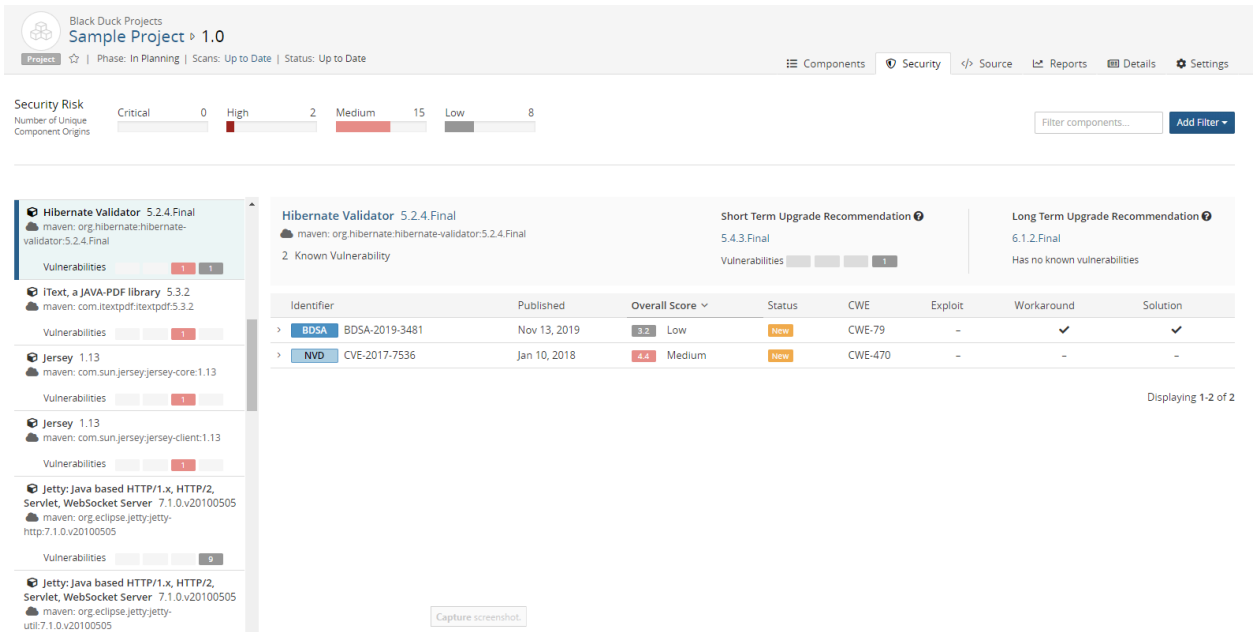 Black Duck Projects
Sample Project 1.0
Project | Phase: In Planning | Scans: Up to Date | Status: Up to Date
Components Security </> Source Reports Details Settings
Security Risk
Number of Unique
Component Origins
Critical 0 High 2 Medium 15 Low 8
Filter components... Add Filter
Hibernate Validator 5.2.4.Final
maven: org.hibernate:hibernate-
validator:5.2.4.Final
Vulnerabilities 1 1
iText, a JAVA-PDF library 5.3.2
maven: com.itextpdf:itextpdf:5.3.2
Vulnerabilities 1
Jersey 1.13
maven: com.sun.jersey:jersey-core:1.13
Vulnerabilities 1
Jersey 1.13
maven: com.sun.jersey:jersey-client:1.13
Vulnerabilities 1
Jetty: Java based HTTP/1.x, HTTP/2,
Servlet, WebSocket Server 7.1.0.v20100505
maven: org.eclipse.jetty:jetty-
http:7.1.0.v20100505
Vulnerabilities 9
Jetty: Java based HTTP/1.x, HTTP/2,
Servlet, WebSocket Server 7.1.0.v20100505
maven: org.eclipse.jetty:jetty-
util:7.1.0.v20100505
Hibernate Validator 5.2.4.Final
maven: org.hibernate:hibernate-validator:5.2.4.Final
2 Known Vulnerability
Short Term Upgrade Recommendation ?
5.4.3.Final
Vulnerabilities 1
Long Term Upgrade Recommendation ?
6.1.2.Final
Has no known vulnerabilities
Identifier Published Overall Score Status CWE Exploit Workaround Solution
> BDSA BDSA-2019-3481 Nov 13, 2019 3.2 Low New CWE-79 – ✔ ✔
> NVD CVE-2017-7536 Jan 10, 2018 4.4 Medium New CWE-470 – – –
Displaying 1-2 of 2
Capture screenshot.